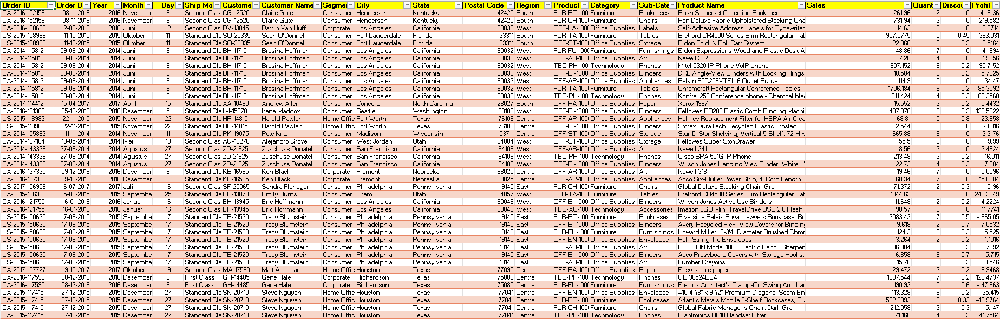 Order ID Order D Year Month Day Ship Mo Custome Customer Name Segmen City State Postal Code Region Product Category Sub-Cate Product Name Sales Quant Discou Profit
CA-2016-152156 08-11-2016 2016 November 8 Second Clas CG-12520 Claire Gute Consumer Henderson Kentucky 42420 South FUR-BO-100 Furniture Bookcases Bush Somerset Collection Bookcase 261.96 2 0 41.9136
CA-2016-152156 08-11-2016 2016 November 8 Second Clas CG-12520 Claire Gute Consumer Henderson Kentucky 42420 South FUR-CH-100 Furniture Chairs Hon Deluxe Fabric Upholstered Stacking Cha 731.94 3 0 219.582
CA-2016-138688 12-06-2016 2016 Juni 12 Second Clas DV-13045 Darrin Van Huff Corporate Los Angeles California 90036 West OFF-LA-100 Office Supplies Labels Self-Adhesive Address Labels for Typewriter 14.62 2 0 6.8714
US-2015-108966 11-10-2015 2015 Oktober 11 Standard Cla SO-20335 Sean O'Donnell Consumer Fort Lauderdale Florida 33311 South FUR-TA-100 Furniture Tables Bretford CR4500 Series Slim Rectangular Tab 957.5775 5 0.45 -383.031
US-2015-108966 11-10-2015 2015 Oktober 11 Standard Cla SO-20335 Sean O'Donnell Consumer Fort Lauderdale Florida 33311 South OFF-ST-100 Office Supplies Storage Eldon Fold 'N Roll Cart System 22.368 2 0.2 2.5164
CA-2014-115812 09-06-2014 2014 Juni 9 Standard Cla BH-11710 Brosina Hoffman Consumer Los Angeles California 90032 West FUR-FU-100 Furniture Furnishings Eldon Expressions Wood and Plastic Desk A 48.86 7 0 14.1694
CA-2014-115812 09-06-2014 2014 Juni 9 Standard Cla BH-11710 Brosina Hoffman Consumer Los Angeles California 90032 West OFF-AR-100 Office Supplies Art Newell 322 7.28 4 0 1.9656
CA-2014-115812 09-06-2014 2014 Juni 9 Standard Cla BH-11710 Brosina Hoffman Consumer Los Angeles California 90032 West TEC-PH-100 Technology Phones Mitel 5320 IP Phone VoIP phone 907.152 6 0.2 90.7152
CA-2014-115812 09-06-2014 2014 Juni 9 Standard Cla BH-11710 Brosina Hoffman Consumer Los Angeles California 90032 West OFF-BI-1000 Office Supplies Binders DXL Angle-View Binders with Locking Rings 18.504 3 0.2 5.7825
CA-2014-115812 09-06-2014 2014 Juni 9 Standard Cla BH-11710 Brosina Hoffman Consumer Los Angeles California 90032 West OFF-AP-100 Office Supplies Appliances Belkin F5C206VTEL 6 Outlet Surge 114.9 5 0 34.47
CA-2014-115812 09-06-2014 2014 Juni 9 Standard Cla BH-11710 Brosina Hoffman Consumer Los Angeles California 90032 West FUR-TA-100 Furniture Tables Chromcraft Rectangular Conference Tables 1706.184 9 0.2 85.3092
CA-2014-115812 09-06-2014 2014 Juni 9 Standard Cla BH-11710 Brosina Hoffman Consumer Los Angeles California 90032 West TEC-PH-100 Technology Phones Konftel 250 Conference phone - Charcoal blac 911.424 4 0.2 68.3568
CA-2017-114412 15-04-2017 2017 April 15 Standard Cla AA-10480 Andrew Allen Consumer Concord North Carolina 28027 South OFF-PA-100 Office Supplies Paper Xerox 1967 15.552 3 0.2 5.4432
CA-2016-161389 05-12-2016 2016 Desember 5 Standard Cla IM-15070 Irene Maddox Consumer Seattle Washington 98103 West OFF-BI-1000 Office Supplies Binders Fellowes PB200 Plastic Comb Binding Machi 407.976 3 0.2 132.5922
US-2015-118983 22-11-2015 2015 November 22 Standard Cla HP-14815 Harold Pawlan Home Offic Fort Worth Texas 76106 Central OFF-AP-100 Office Supplies Appliances Holmes Replacement Filter for HEPA Air Clea 68.81 5 0.8 -123.858
US-2015-118983 22-11-2015 2015 November 22 Standard Cla HP-14815 Harold Pawlan Home Offic Fort Worth Texas 76106 Central OFF-BI-1000 Office Supplies Binders Storex DuraTech Recycled Plastic Frosted Bi 2.544 3 0.8 -3.816
CA-2014-105893 11-11-2014 2014 November 11 Standard Cla PK-19075 Pete Kriz Consumer Madison Wisconsin 53711 Central OFF-ST-100 Office Supplies Storage Stur-D-Stor Shelving, Vertical 5-Shelf: 72"H x 665.88 6 0 13.3176
CA-2014-167164 13-05-2014 2014 Mei 13 Second Clas AG-10270 Alejandro Grove Consumer West Jordan Utah 84084 West OFF-ST-100 Office Supplies Storage Fellowes Super Stor/Drawer 55.5 2 0 9.99
CA-2014-143336 27-08-2014 2014 Agustus 27 Second Clas ZD-21925 Zuschuss Donatelli Consumer San Francisco California 94109 West OFF-AR-100 Office Supplies Art Newell 341 8.56 2 0 2.4824
CA-2014-143336 27-08-2014 2014 Agustus 27 Second Clas ZD-21925 Zuschuss Donatelli Consumer San Francisco California 94109 West TEC-PH-100 Technology Phones Cisco SPA 501G IP Phone 213.48 3 0.2 16.011
CA-2014-143336 27-08-2014 2014 Agustus 27 Second Clas ZD-21925 Zuschuss Donatelli Consumer San Francisco California 94109 West OFF-BI-1000 Office Supplies Binders Wilson Jones Hanging View Binder, White, 1" 22.72 4 0.2 7.384
CA-2016-137330 09-12-2016 2016 Desember 9 Standard Cla KB-16585 Ken Black Corporate Fremont Nebraska 68025 Central OFF-AR-100 Office Supplies Art Newell 318 19.46 7 0 5.0596
CA-2016-137330 09-12-2016 2016 Desember 9 Standard Cla KB-16585 Ken Black Corporate Fremont Nebraska 68025 Central OFF-AP-100 Office Supplies Appliances Acco Six-Outlet Power Strip, 4' Cord Length 60.34 7 0 15.6884
US-2017-156909 16-07-2017 2017 Juli 16 Second Clas SF-20065 Sandra Flanagan Consumer Philadelphia Pennsylvania 19140 East FUR-CH-100 Furniture Chairs Global Deluxe Stacking Chair, Gray 71.372 2 0.3 -1.0196
CA-2015-106320 25-09-2015 2015 Septembe 25 Standard Cla EB-13870 Emily Burns Consumer Orem Utah 84057 West FUR-TA-100 Furniture Tables Bretford CR4500 Series Slim Rectangular Tab 1044.63 3 0 240.2649
CA-2016-121755 16-01-2016 2016 Januari 16 Second Clas EH-13945 Eric Hoffmann Consumer Los Angeles California 90049 West OFF-BI-1000 Office Supplies Binders Wilson Jones Active Use Binders 11.648 2 0.2 4.2224
CA-2016-121755 16-01-2016 2016 Januari 16 Second Clas EH-13945 Eric Hoffmann Consumer Los Angeles California 90049 West TEC-AC-100 Technology Accessories Imation 8GB Mini TravelDrive USB 2.0 Flash 90.57 3 0 11.7741
US-2015-150630 17-09-2015 2015 Septembe 17 Standard Cla TB-21520 Tracy Blumstein Consumer Philadelphia Pennsylvania 19140 East FUR-BO-100 Furniture Bookcases Riverside Palais Royal Lawyers Bookcase, Ro 3083.43 7 0.5 -1665.05
US-2015-150630 17-09-2015 2015 Septembe 17 Standard Cla TB-21520 Tracy Blumstein Consumer Philadelphia Pennsylvania 19140 East OFF-BI-1000 Office Supplies Binders Avery Recycled Flexi-View Covers for Binding 9.618 2 0.7 -7.0532
US-2015-150630 17-09-2015 2015 Septembe 17 Standard Cla TB-21520 Tracy Blumstein Consumer Philadelphia Pennsylvania 19140 East FUR-FU-100 Furniture Furnishings Howard Miller 13-3/4" Diameter Brushed Chror 124.2 3 0.2 15.525
US-2015-150630 17-09-2015 2015 Septembe 17 Standard Cla TB-21520 Tracy Blumstein Consumer Philadelphia Pennsylvania 19140 East OFF-EN-100 Office Supplies Envelopes Poly String Tie Envelopes 3.264 2 0.2 1.1016
US-2015-150630 17-09-2015 2015 Septembe 17 Standard Cla TB-21520 Tracy Blumstein Consumer Philadelphia Pennsylvania 19140 East OFF-AR-100 Office Supplies Art BOSTON Model 1800 Electric Pencil Sharpen 86.304 6 0.2 9.7092
US-2015-150630 17-09-2015 2015 Septembe 17 Standard Cla TB-21520 Tracy Blumstein Consumer Philadelphia Pennsylvania 19140 East OFF-BI-1000 Office Supplies Binders Acco Pressboard Covers with Storage Hooks, 6.858 6 0.7 -5.715
US-2015-150630 17-09-2015 2015 Septembe 17 Standard Cla TB-21520 Tracy Blumstein Consumer Philadelphia Pennsylvania 19140 East OFF-AR-100 Office Supplies Art Lumber Crayons 15.76 2 0.2 3.546
CA-2017-107727 19-10-2017 2017 Oktober 19 Second Clas MA-17560 Matt Abelman Home Offic Houston Texas 77095 Central OFF-PA-100 Office Supplies Paper Easy-staple paper 29.472 3 0.2 9.9468
CA-2016-117590 08-12-2016 2016 Desember 8 First Class GH-14485 Gene Hale Corporate Richardson Texas 75080 Central TEC-PH-100 Technology Phones GE 30524EE4 1097.544 7 0.2 123.4737
CA-2016-117590 08-12-2016 2016 Desember 8 First Class GH-14485 Gene Hale Corporate Richardson Texas 75080 Central FUR-FU-100 Furniture Furnishings Electrix Architect's Clamp-On Swing Arm Lar 190.92 5 0.6 -147.963
CA-2015-117415 27-12-2015 2015 Desember 27 Standard Cla SN-20710 Steve Nguyen Home Offic Houston Texas 77041 Central OFF-EN-100 Office Supplies Envelopes #10-4 1/8" x 9 1/2" Premium Diagonal Seam En 113.328 9 0.2 35.415
CA-2015-117415 27-12-2015 2015 Desember 27 Standard Cla SN-20710 Steve Nguyen Home Offic Houston Texas 77041 Central FUR-BO-100 Furniture Bookcases Atlantic Metals Mobile 3-Shelf Bookcases, Cu 532.3992 3 0.32 -46.9764
CA-2015-117415 27-12-2015 2015 Desember 27 Standard Cla SN-20710 Steve Nguyen Home Offic Houston Texas 77041 Central FUR-CH-100 Furniture Chairs Global Fabric Manager's Chair, Dark Gray 212.058 3 0.3 -15.147
CA-2015-117415 27-12-2015 2015 Desember 27 Standard Cla SN-20710 Steve Nguyen Home Offic Houston Texas 77041 Central TEC-PH-100 Technology Phones Plantronics HL10 Handset Lifter 371.168 4 0.2 41.7564